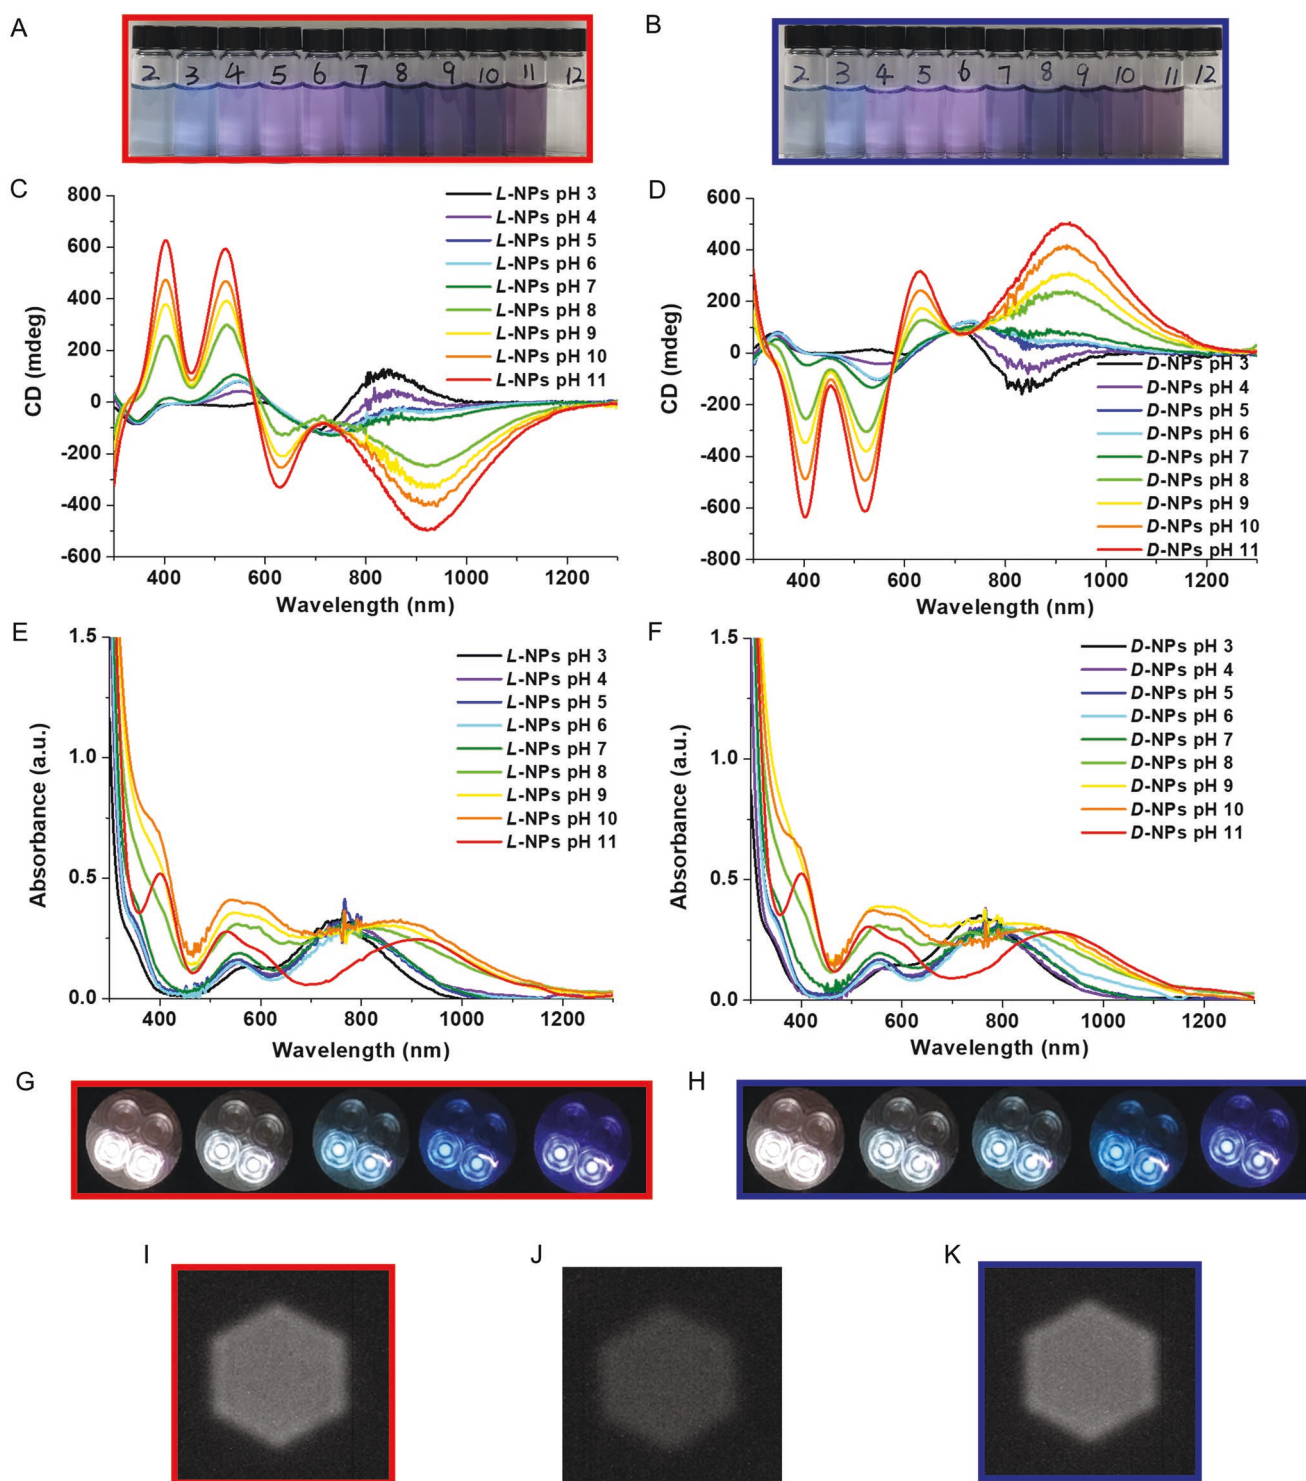 A
2 3 4 5 6 7 8 9 10 11 12
B
2 3 4 5 6 7 8 9 10 11 12
C
800
600
400
200
0
-200
-400
-600
CD (mdeg)
L-NPs pH 3
L-NPs pH 4
L-NPs pH 5
L-NPs pH 6
L-NPs pH 7
L-NPs pH 8
L-NPs pH 9
L-NPs pH 10
L-NPs pH 11
400 600 800 1000 1200
Wavelength (nm)
D
600
400
200
0
-200
-400
-600
-800
CD (mdeg)
D-NPs pH 3
D-NPs pH 4
D-NPs pH 5
D-NPs pH 6
D-NPs pH 7
D-NPs pH 8
D-NPs pH 9
D-NPs pH 10
D-NPs pH 11
400 600 800 1000 1200
Wavelength (nm)
E
1.5
1.0
0.5
0.0
Absorbance (a.u.)
L-NPs pH 3
L-NPs pH 4
L-NPs pH 5
L-NPs pH 6
L-NPs pH 7
L-NPs pH 8
L-NPs pH 9
L-NPs pH 10
L-NPs pH 11
400 600 800 1000 1200
Wavelength (nm)
F
1.5
1.0
0.5
0.0
Absorbance (a.u.)
D-NPs pH 3
D-NPs pH 4
D-NPs pH 5
D-NPs pH 6
D-NPs pH 7
D-NPs pH 8
D-NPs pH 9
D-NPs pH 10
D-NPs pH 11
400 600 800 1000 1200
Wavelength (nm)
G
H
I
J
K